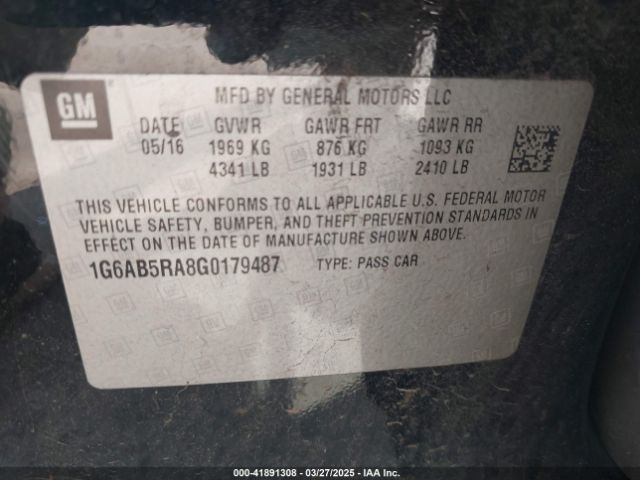 GM
MFD BY GENERAL MOTORS LLC
DATE GVWR GAWR FRT GAWR RR
05/16 1969 KG 876 KG 1093 KG
4341 LB 1931 LB 2410 LB
THIS VEHICLE CONFORMS TO ALL APPLICABLE U.S. FEDERAL MOTOR
VEHICLE SAFETY, BUMPER, AND THEFT PREVENTION STANDARDS IN
EFFECT ON THE DATE OF MANUFACTURE SHOWN ABOVE.
1G6AB5RA8G0179487 TYPE: PASS CAR
000-41891308 | 03/27/2025 | IAA Inc.